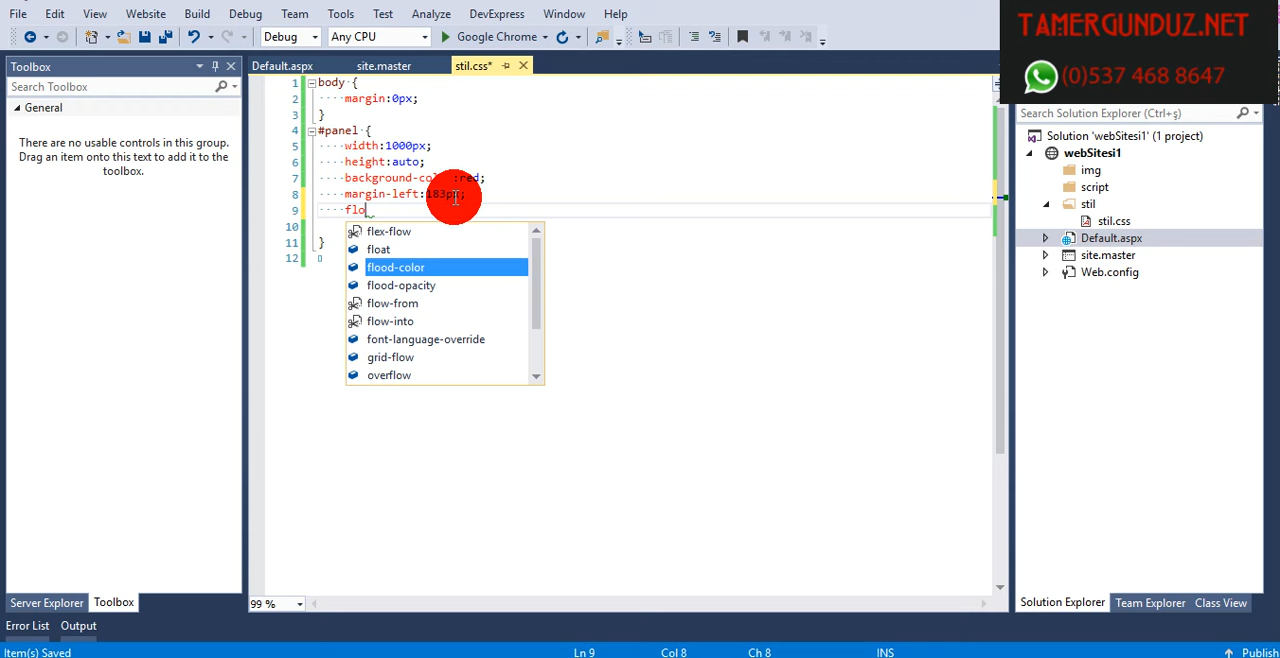 File Edit View Website Build Debug Team Tools Test Analyze DevExpress Window Help
Debug Any CPU Google Chrome
TAMERGUNDUZ.NET
(0)537 468 8647
Toolbox
Search Toolbox
General
There are no usable controls in this group.
Drag an item onto this text to add it to the
toolbox.
Server Explorer Toolbox
Default.aspx site.master stil.css*
1 body {
2 margin:0px;
3 }
4 #panel {
5 width:1000px;
6 height:auto;
7 :red;
8 margin-left:183px;
9 flo
10
11 }
12
flex-flow
float
flood-color
flood-opacity
flow-from
flow-into
font-language-override
grid-flow
overflow
99 %
Search Solution Explorer (Ctrl+ş)
Solution 'webSitesi1' (1 project)
webSitesi1
img
script
stil
stil.css
Default.aspx
site.master
Web.config
Solution Explorer Team Explorer Class View
Error List Output
Item(s) Saved Ln 9 Col 8 Ch 8 INS Publish